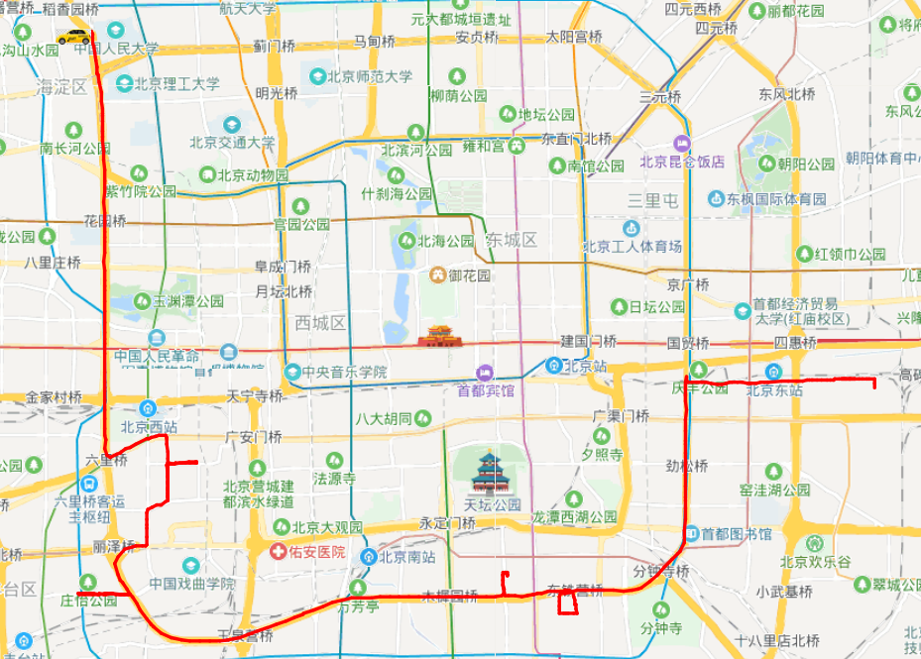 稻香园桥
航天大学
元大都城垣遗址
四元西桥
丽都花园
四元桥
中国人民大学
蓟门桥
马甸桥
安贞桥
太阳宫桥
沟山水园
海淀区
北京理工大学
北京师范大学
明光桥
柳荫公园
三元桥
东风北桥
地坛公园
北京交通大学
南长河公园
北滨河公园
雍和宫
东直门北桥
北京昆仑饭店
朝阳公园
朝阳体育中心
紫竹院公园
北京动物园
什刹海公园
南馆公园
三里屯
东枫国际体育园
花园桥
官园公园
北海公园
东城区
北京工人体育场
红领巾公园
八里庄桥
阜成门桥
御花园
月坛北桥
京广桥
玉渊潭公园
日坛公园
首都经济贸易
大学(红庙校区)
西城区
中国人民革命
建国门桥
国贸桥
四惠桥
中央音乐学院
首都宾馆
北京站
庆丰公园
北京东站
金家村桥
天宁寺桥
北京西站
八大胡同
广渠门桥
广安门桥
夕照寺
六里桥
法源寺
劲松桥
六里桥客运
主枢纽
北京营城建
都滨水绿道
天坛公园
龙潭西湖公园
窑洼湖公园
北京大观园
永定门桥
首都图书馆
丽泽桥
佑安医院
北京南站
北京欢乐谷
中国戏曲学院
分钟寺桥
庄怡公园
万芳亭
木樨园桥
东铁营桥
小武基桥
翠城公园
玉泉营桥
分钟寺
十八里店北桥